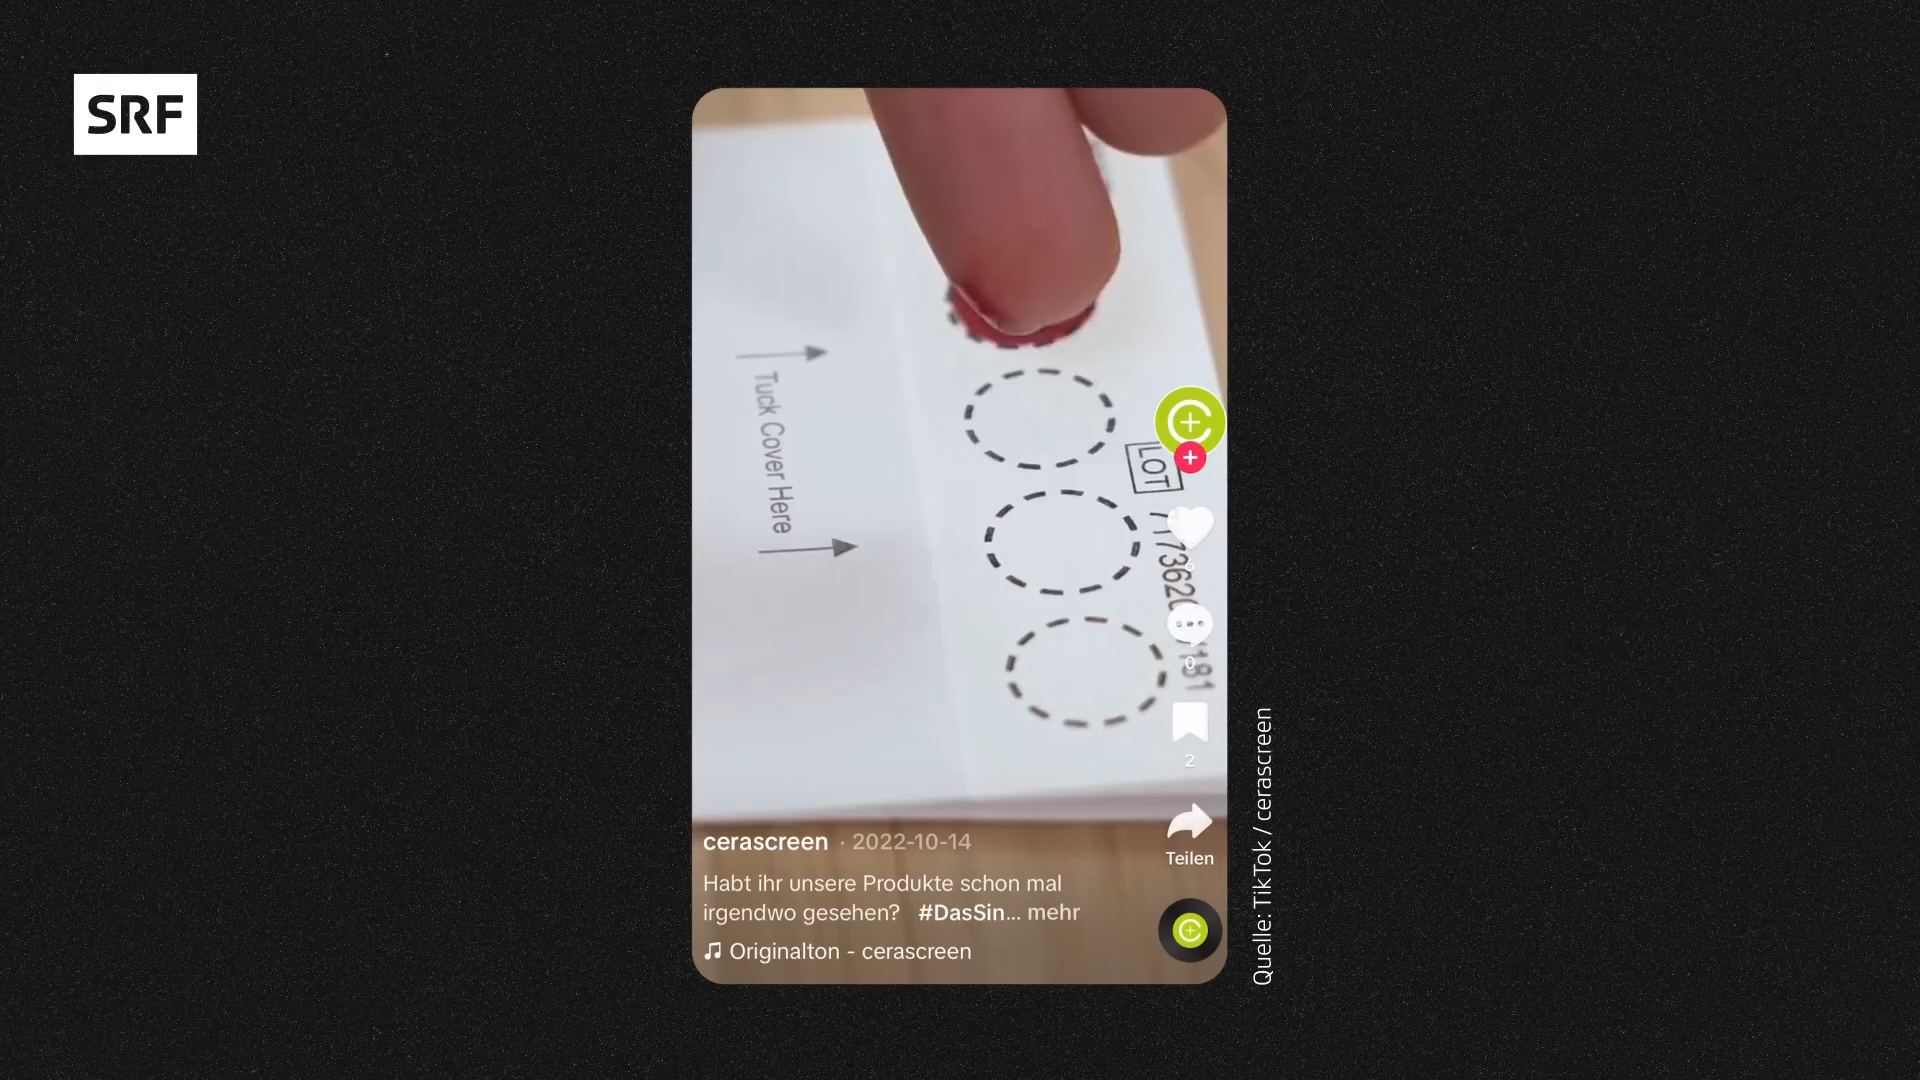 SRF
Tuck Cover Here
LOT
0
2
Teilen
cerascreen · 2022-10-14
Habt ihr unsere Produkte schon mal
irgendwo gesehen? #DasSin... mehr
Originalton - cerascreen
Quelle: TikTok / cerascreen